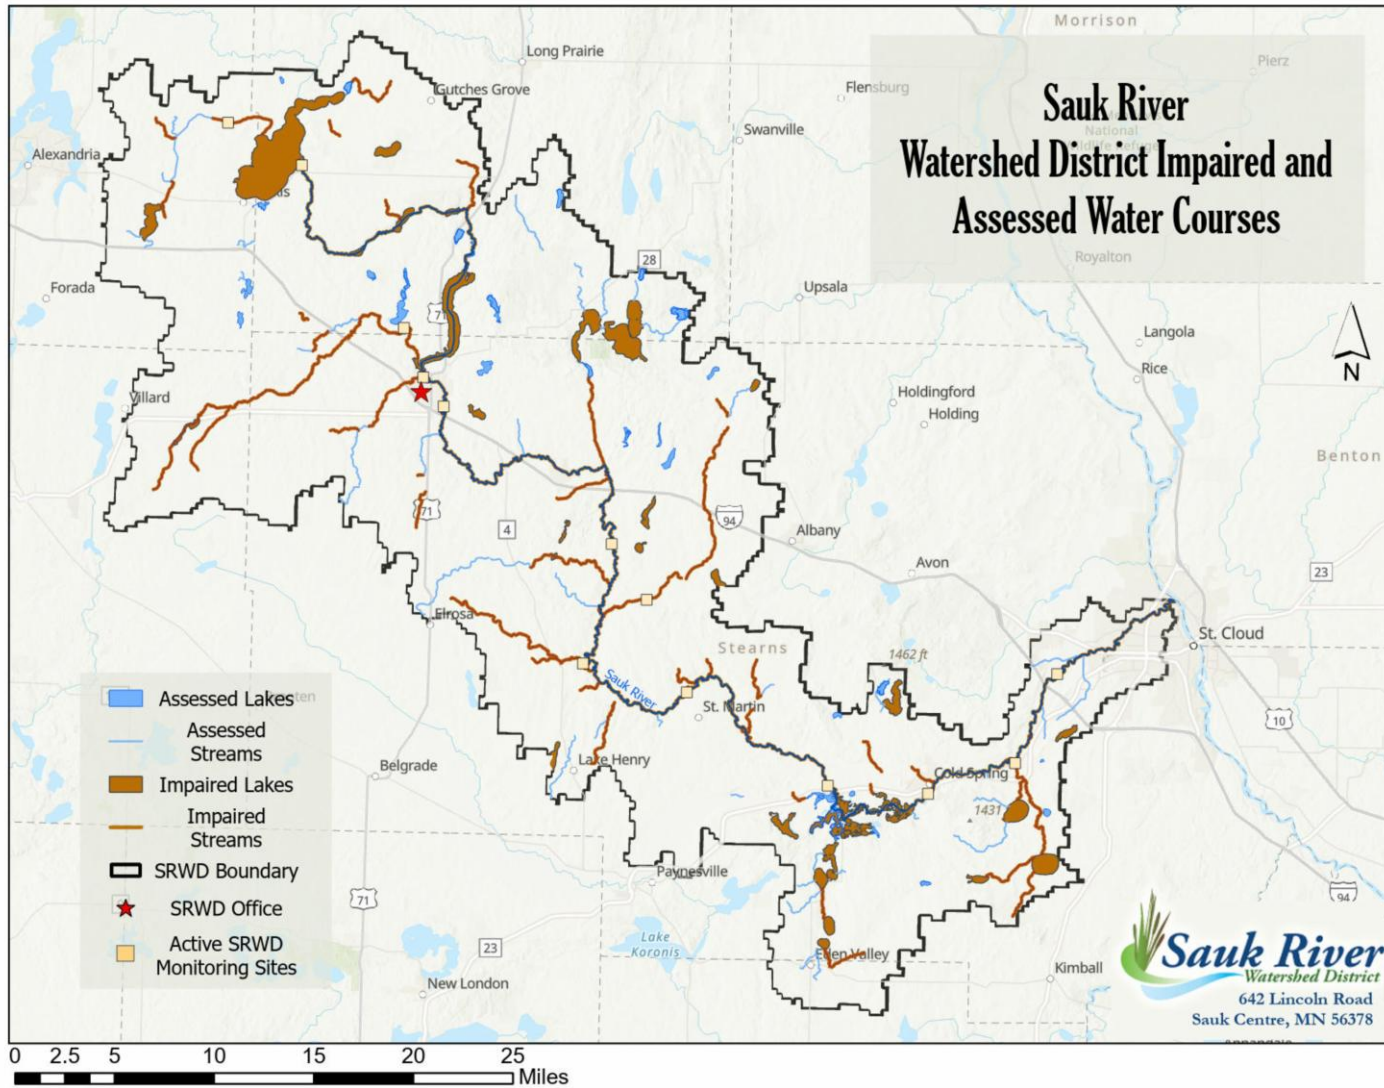 Morrison
Long Prairie
Pierz
Gutches Grove
Flensburg
Sauk River
Watershed District Impaired and
Assessed Water Courses
National
Swanville
Alexandria
28
Royalton
Forada
Upsala
71
Langola
Rice
Villard
Holdingford
Holding
Benton
71
4
94
Albany
Avon
23
Elrosa
St. Cloud
Stearns
1462 ft
Sauk River
St. Martin
10
Assessed Lakes
Assessed
Streams
Impaired Lakes
Impaired
Streams
SRWD Boundary
SRWD Office
Active SRWD
Monitoring Sites
Belgrade
Lake Henry
Cold Spring
1431
Paynesville
71
94
23
Lake
Koronis
Eden Valley
Kimball
New London
N
Sauk River
Watershed District
642 Lincoln Road
Sauk Centre, MN 56378
0 2.5 5 10 15 20 25
Miles